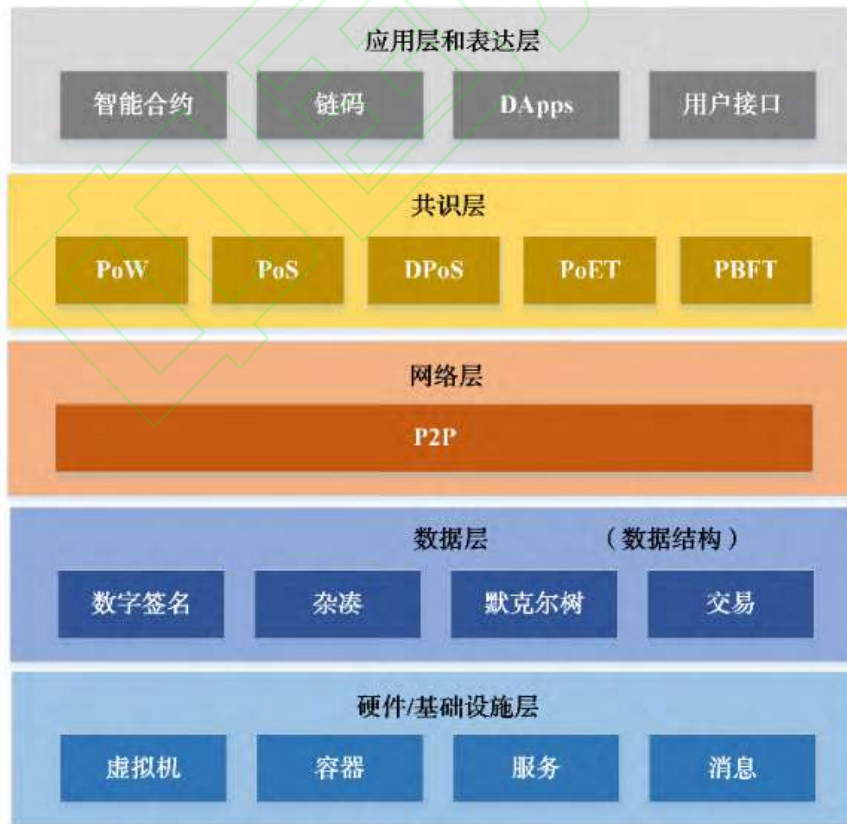 应用层和表达层
智能合约 链码 DApps 用户接口
共识层
PoW PoS DPoS PoET PBFT
网络层
P2P
数据层 （数据结构）
数字签名 杂凑 默克尔树 交易
硬件/基础设施层
虚拟机 容器 服务 消息